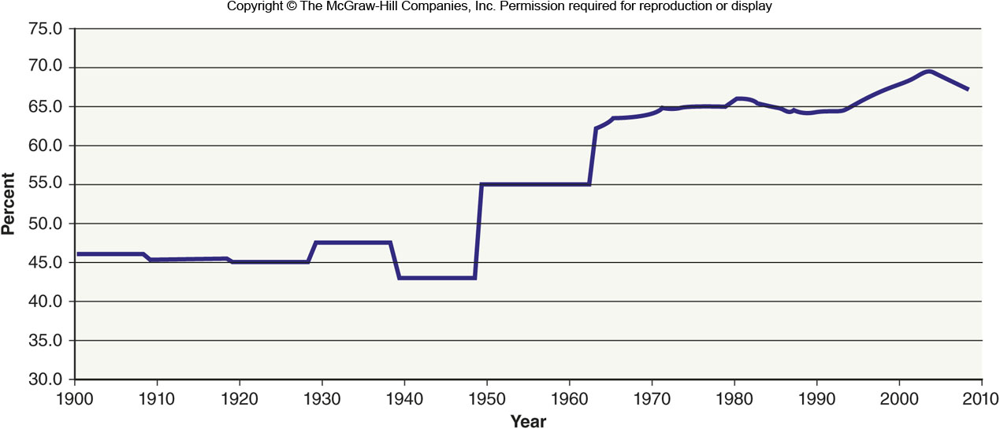 Copyright © The McGraw-Hill Companies, Inc. Permission required for reproduction or display
75.0
70.0
65.0
60.0
55.0
50.0
45.0
40.0
35.0
30.0
Percent
1900 1910 1920 1930 1940 1950 1960 1970 1980 1990 2000 2010
Year